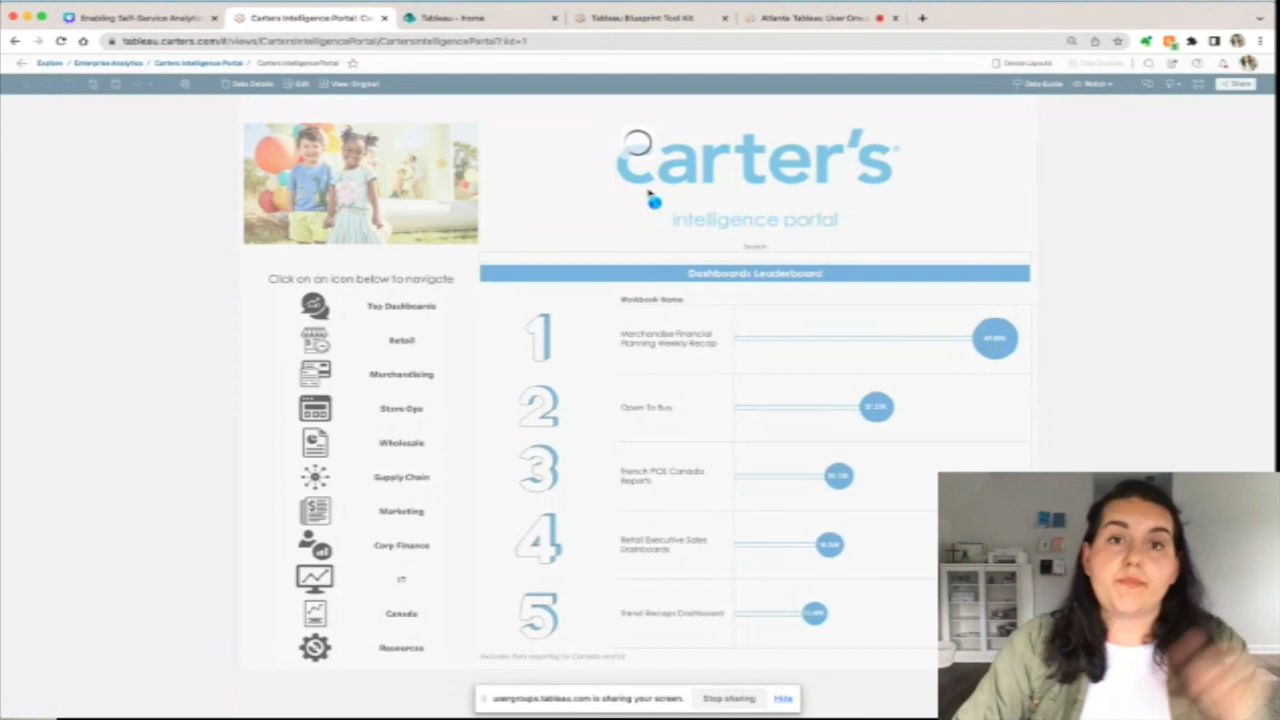 Enabling Self-Service Analytic
Carters Intelligence Portal: Ca
Tableau – Home
Tableau Blueprint Tool Kit
Atlanta Tableau User Grou
tableau.carters.com/#/views/CartersIntelligencePortal/CartersIntelligencePortal?:iid=1
Explore / Enterprise Analytics / Carters Intelligence Portal / Carters Intelligence Portal
Device Layouts
Data Guide
Data Details
Edit
View: Original
Data Guide
Watch
Share
carter's
intelligence portal
Search
Dashboards Leaderboard
Click on an icon below to navigate
Top Dashboards
Retail
Merchandising
Store Ops
Wholesale
Supply Chain
Marketing
Corp Finance
IT
Canada
Resources
Workbook Name
1
Merchandise Financial
Planning Weekly Recap
2
Open To Buy
3
French POS Canada
Reports
4
Retail Executive Sales
Dashboards
5
Trend Recaps Dashboard
usergroups.tableau.com is sharing your screen.
Stop sharing
Hide